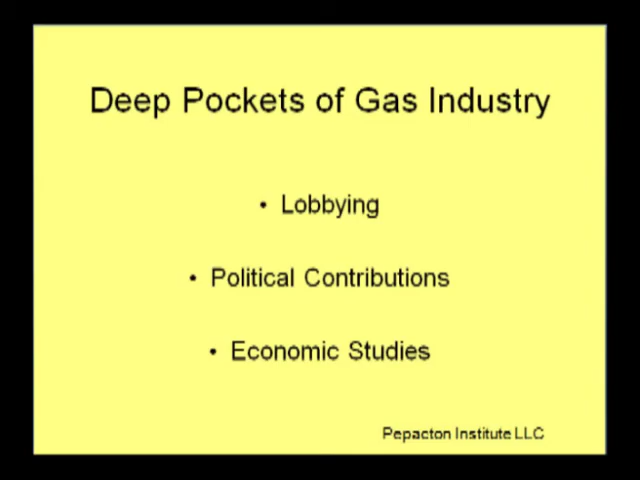 Deep Pockets of Gas Industry
• Lobbying
• Political Contributions
• Economic Studies
Pepacton Institute LLC